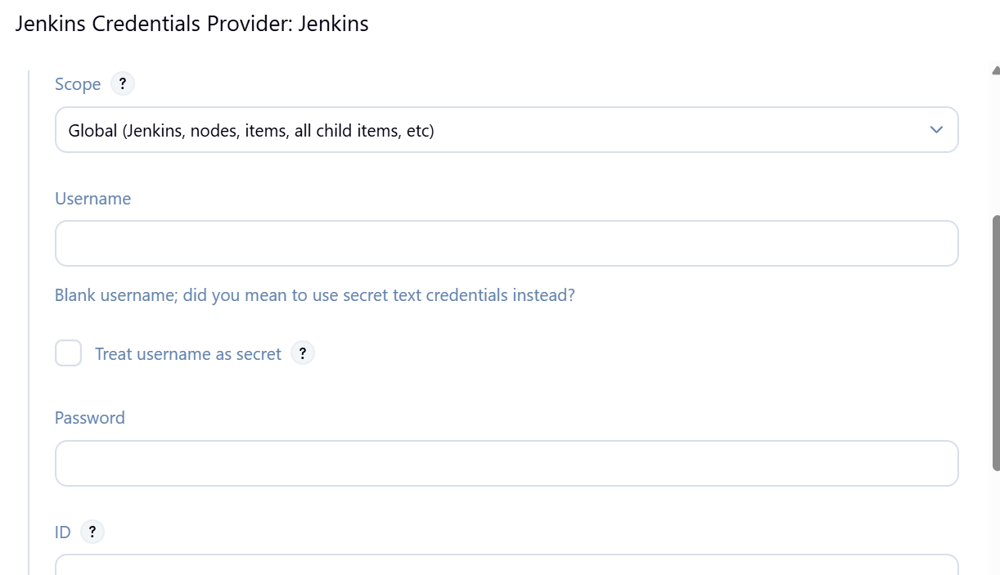 Jenkins Credentials Provider: Jenkins
Scope ?
Global (Jenkins, nodes, items, all child items, etc)
Username
Blank username; did you mean to use secret text credentials instead?
Treat username as secret ?
Password
ID ?